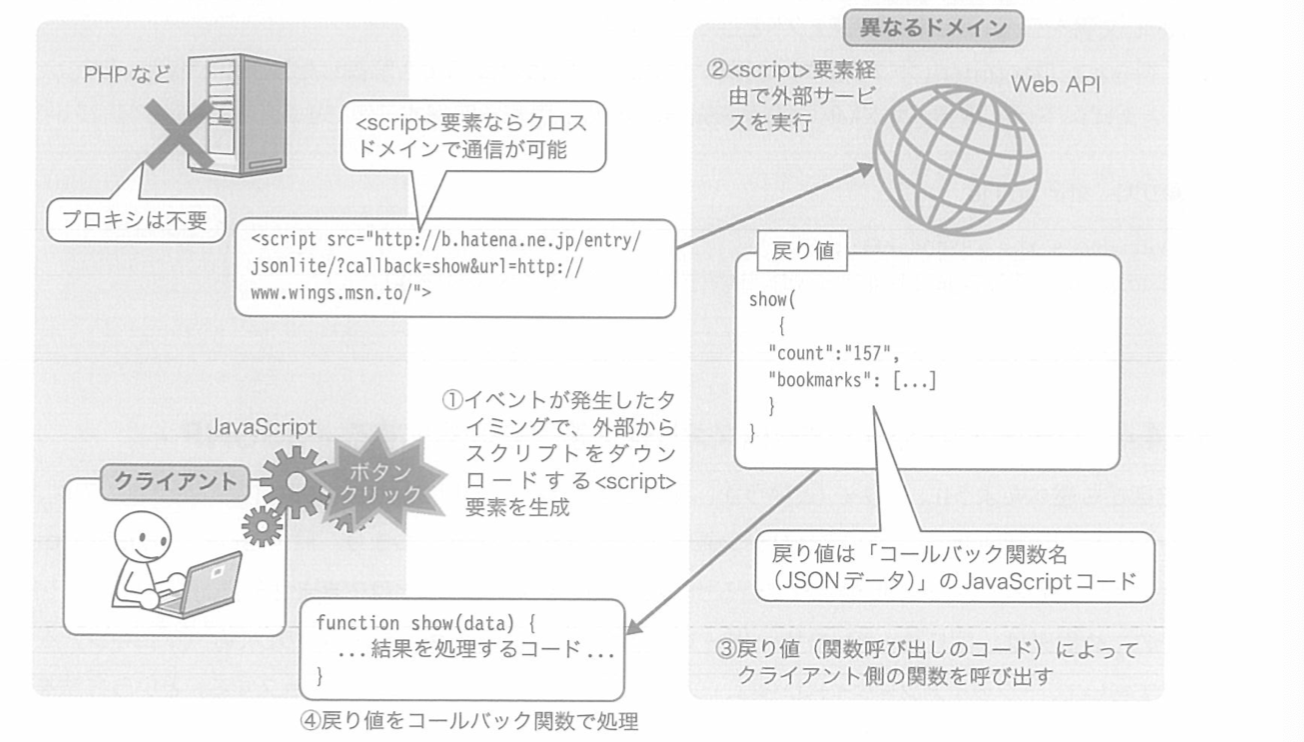 異なるドメイン
PHPなど
<script>要素ならクロス
ドメインで通信が可能
プロキシは不要
<script src="http://b.hatena.ne.jp/entry/
jsonlite/?callback=show&url=http://
www.wings.msn.to/">
②<script>要素経
由で外部サービ
スを実行
Web API
戻り値
show(
{
"count":"157",
"bookmarks": [...]
}
}
JavaScript
クライアント
ボタン
クリック
①イベントが発生したタ
イミングで、外部から
スクリプトをダウン
ロードする<script>
要素を生成
戻り値は「コールバック関数名
(JSONデータ)」のJavaScriptコード
function show(data) {
...結果を処理するコード...
}
③戻り値（関数呼び出しのコード）によって
クライアント側の関数を呼び出す
④戻り値をコールバック関数で処理